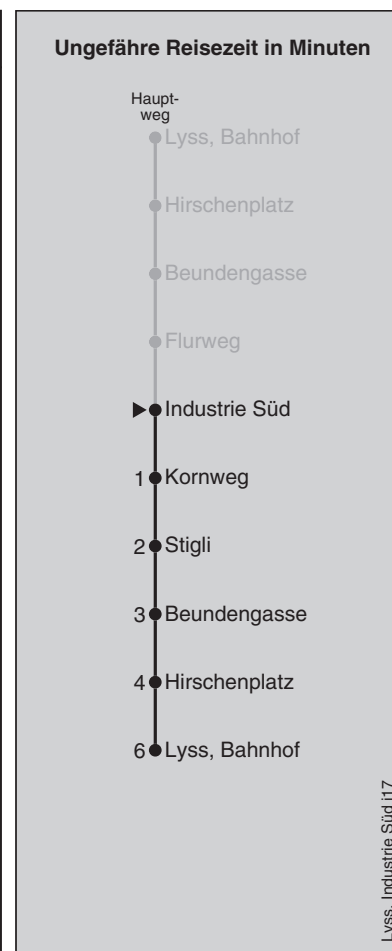 Ungefähre Reisezeit in Minuten
Haupt-
weg
Lyss, Bahnhof
Hirschenplatz
Beundengasse
Flurweg
Industrie Süd
1 Kornweg
2 Stigli
3 Beundengasse
4 Hirschenplatz
6 Lyss, Bahnhof
Lyss, Industrie Süd j17